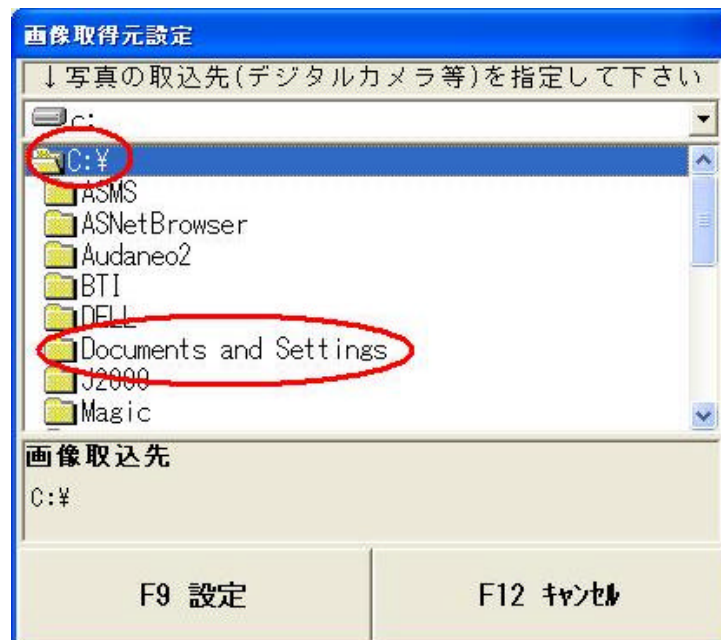 画像取得元設定
↓写真の取込先(デジタルカメラ等)を指定して下さい
c:
C:¥
ASMS
ASNetBrowser
Audaneo2
BTI
DELL
Documents and Settings
J2000
Magic
画像取込先
C:¥
F9 設定
F12 ｷｬﾝｾﾙ